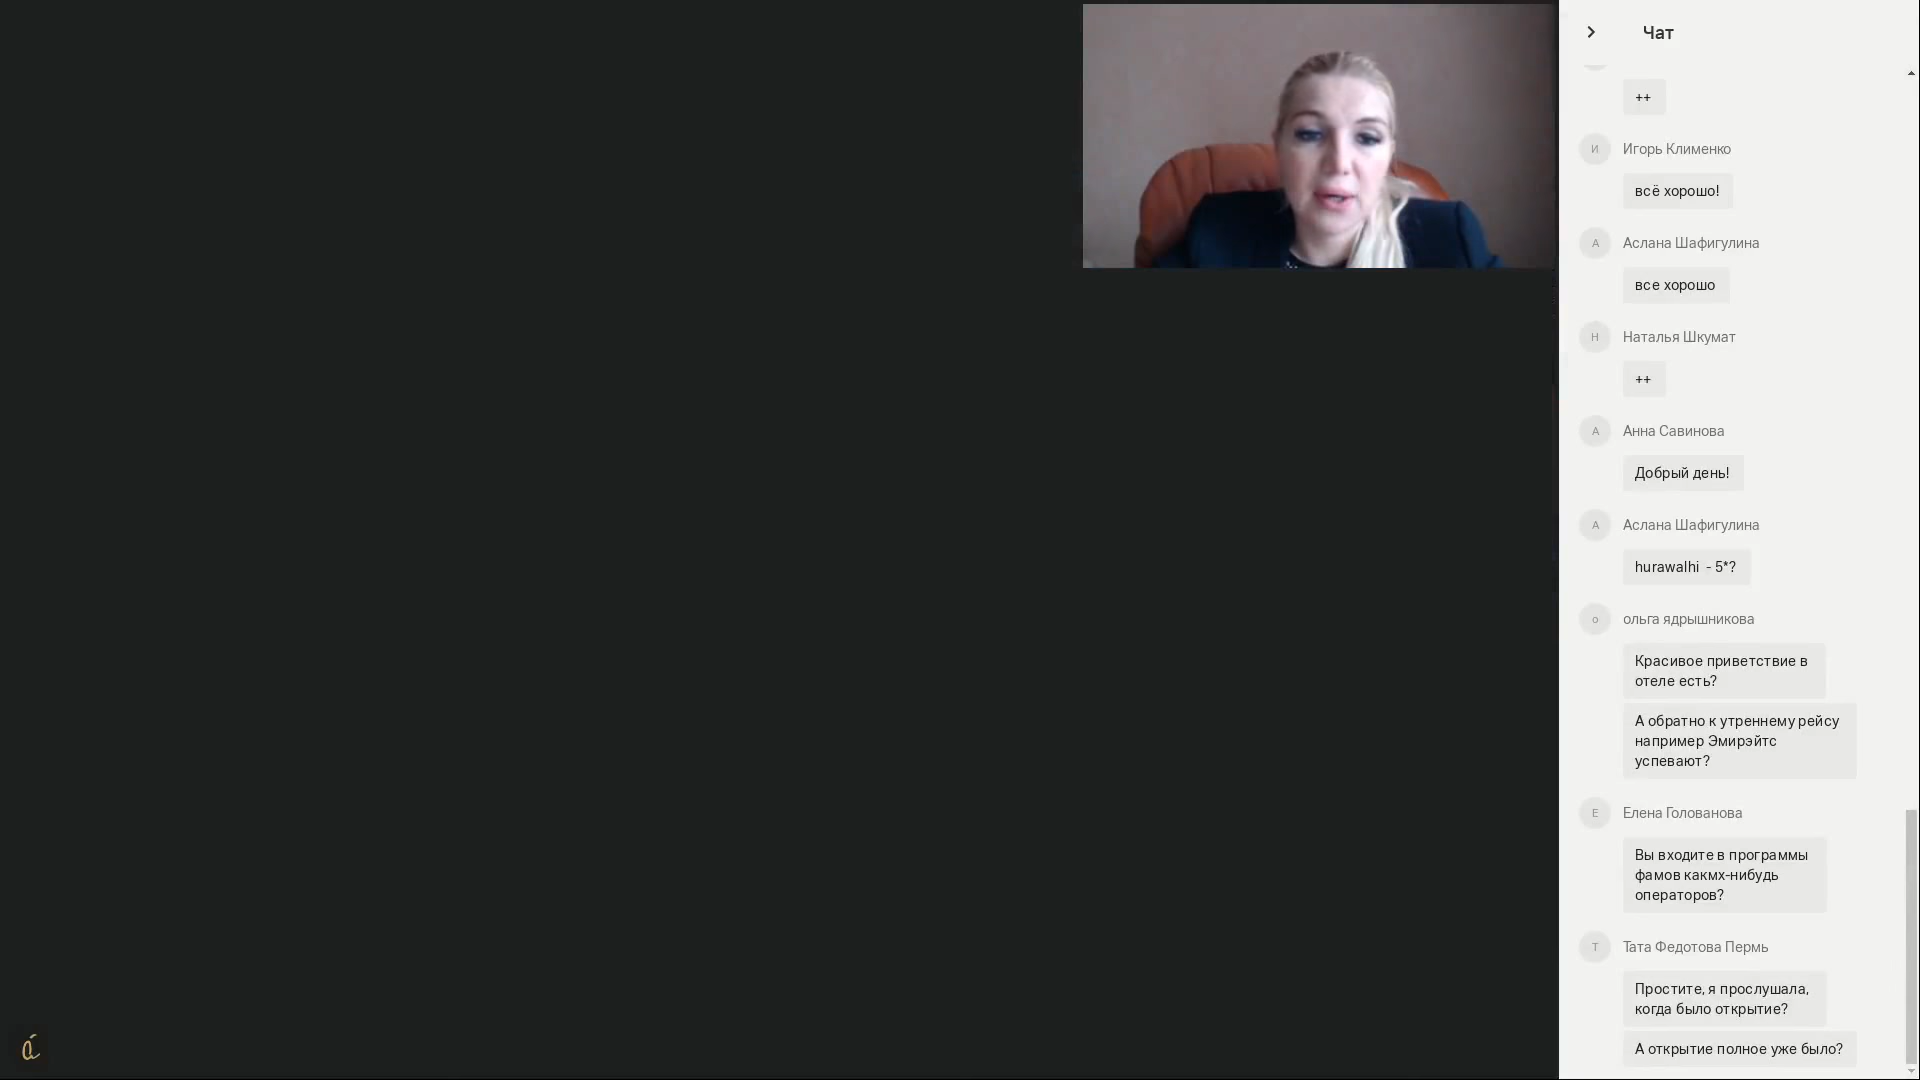 Чат
++
И
Игорь Клименко
всё хорошо!
А
Аслана Шафигулина
все хорошо
Н
Наталья Шкумат
++
А
Анна Савинова
Добрый день!
А
Аслана Шафигулина
hurawalhi - 5*?
о
ольга ядрышникова
Красивое приветствие в
отеле есть?
А обратно к утреннему рейсу
например Эмирэйтс
успевают?
Е
Елена Голованова
Вы входите в программы
фамов какмх-нибудь
операторов?
Т
Тата Федотова Пермь
Простите, я прослушала,
когда было открытие?
А открытие полное уже было?
á